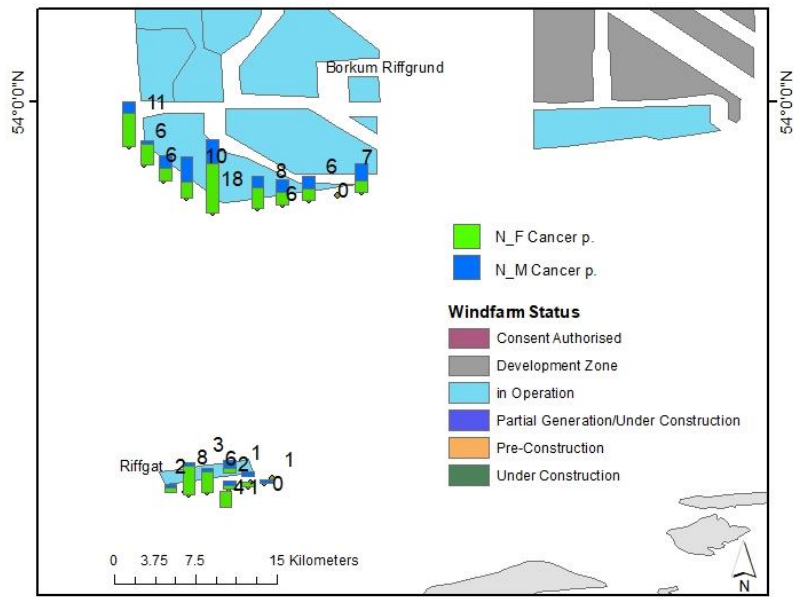 54°0'0"N
54°0'0"N
Borkum Riffgrund
11
6
6
10
18
8
6
6
0
7
N_F Cancer p.
N_M Cancer p.
Windfarm Status
Consent Authorised
Development Zone
in Operation
Partial Generation/Under Construction
Pre-Construction
Under Construction
Riffgat
2
8
3
6
2
1
1
4
1
0
0 3.75 7.5 15 Kilometers
N